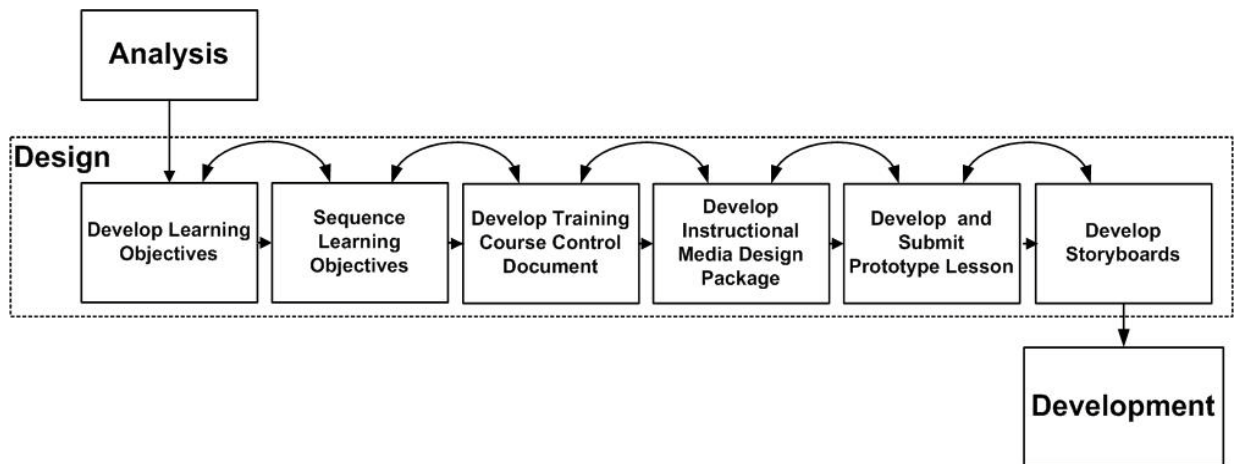 Analysis
Design
Develop Learning
Objectives
Sequence
Learning
Objectives
Develop Training
Course Control
Document
Develop
Instructional
Media Design
Package
Develop and
Submit
Prototype Lesson
Develop
Storyboards
Development